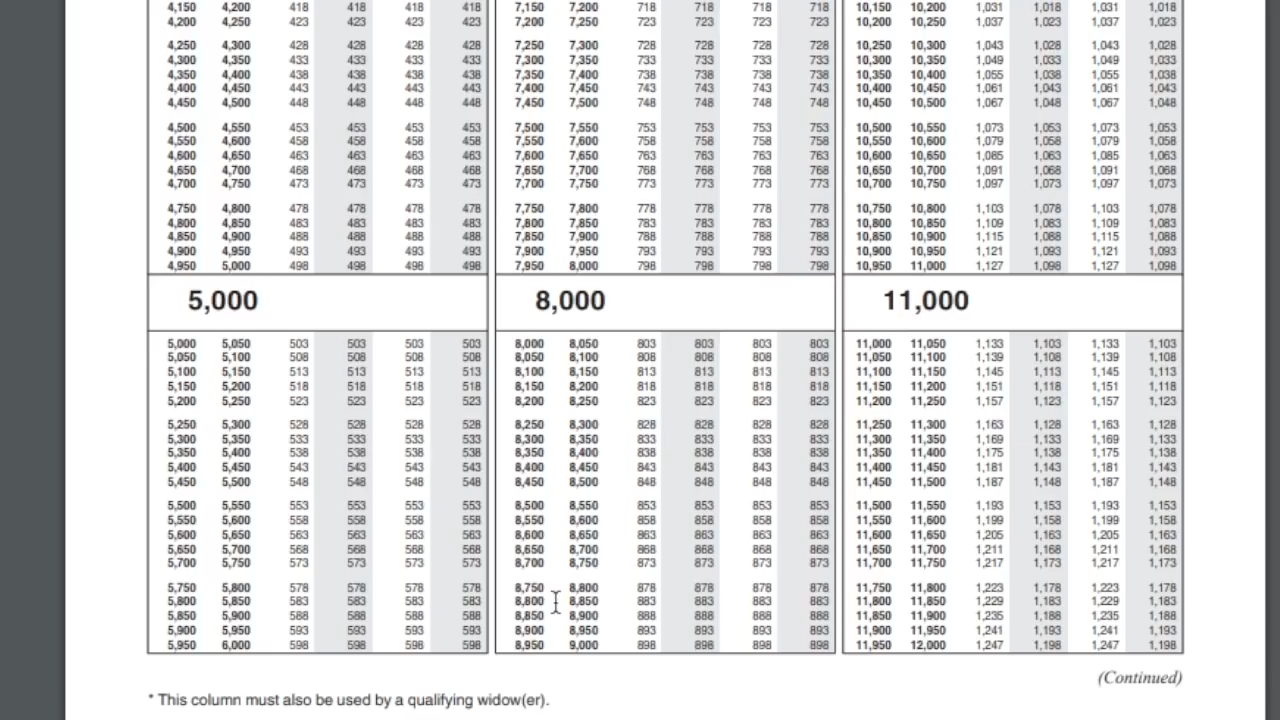 4,150 4,200 418 418 418 418 7,150 7,200 718 718 718 718 10,150 10,200 1,031 1,018 1,031 1,018
4,200 4,250 423 423 423 423 7,200 7,250 723 723 723 723 10,200 10,250 1,037 1,023 1,037 1,023
4,250 4,300 428 428 428 428 7,250 7,300 728 728 728 728 10,250 10,300 1,043 1,028 1,043 1,028
4,300 4,350 433 433 433 433 7,300 7,350 733 733 733 733 10,300 10,350 1,049 1,033 1,049 1,033
4,350 4,400 438 438 438 438 7,350 7,400 738 738 738 738 10,350 10,400 1,055 1,038 1,055 1,038
4,400 4,450 443 443 443 443 7,400 7,450 743 743 743 743 10,400 10,450 1,061 1,043 1,061 1,043
4,450 4,500 448 448 448 448 7,450 7,500 748 748 748 748 10,450 10,500 1,067 1,048 1,067 1,048
4,500 4,550 453 453 453 453 7,500 7,550 753 753 753 753 10,500 10,550 1,073 1,053 1,073 1,053
4,550 4,600 458 458 458 458 7,550 7,600 758 758 758 758 10,550 10,600 1,079 1,058 1,079 1,058
4,600 4,650 463 463 463 463 7,600 7,650 763 763 763 763 10,600 10,650 1,085 1,063 1,085 1,063
4,650 4,700 468 468 468 468 7,650 7,700 768 768 768 768 10,650 10,700 1,091 1,068 1,091 1,068
4,700 4,750 473 473 473 473 7,700 7,750 773 773 773 773 10,700 10,750 1,097 1,073 1,097 1,073
4,750 4,800 478 478 478 478 7,750 7,800 778 778 778 778 10,750 10,800 1,103 1,078 1,103 1,078
4,800 4,850 483 483 483 483 7,800 7,850 783 783 783 783 10,800 10,850 1,109 1,083 1,109 1,083
4,850 4,900 488 488 488 488 7,850 7,900 788 788 788 788 10,850 10,900 1,115 1,088 1,115 1,088
4,900 4,950 493 493 493 493 7,900 7,950 793 793 793 793 10,900 10,950 1,121 1,093 1,121 1,093
4,950 5,000 498 498 498 498 7,950 8,000 798 798 798 798 10,950 11,000 1,127 1,098 1,127 1,098
5,000 8,000 11,000
5,000 5,050 503 503 503 503 8,000 8,050 803 803 803 803 11,000 11,050 1,133 1,103 1,133 1,103
5,050 5,100 508 508 508 508 8,050 8,100 808 808 808 808 11,050 11,100 1,139 1,108 1,139 1,108
5,100 5,150 513 513 513 513 8,100 8,150 813 813 813 813 11,100 11,150 1,145 1,113 1,145 1,113
5,150 5,200 518 518 518 518 8,150 8,200 818 818 818 818 11,150 11,200 1,151 1,118 1,151 1,118
5,200 5,250 523 523 523 523 8,200 8,250 823 823 823 823 11,200 11,250 1,157 1,123 1,157 1,123
5,250 5,300 528 528 528 528 8,250 8,300 828 828 828 828 11,250 11,300 1,163 1,128 1,163 1,128
5,300 5,350 533 533 533 533 8,300 8,350 833 833 833 833 11,300 11,350 1,169 1,133 1,169 1,133
5,350 5,400 538 538 538 538 8,350 8,400 838 838 838 838 11,350 11,400 1,175 1,138 1,175 1,138
5,400 5,450 543 543 543 543 8,400 8,450 843 843 843 843 11,400 11,450 1,181 1,143 1,181 1,143
5,450 5,500 548 548 548 548 8,450 8,500 848 848 848 848 11,450 11,500 1,187 1,148 1,187 1,148
5,500 5,550 553 553 553 553 8,500 8,550 853 853 853 853 11,500 11,550 1,193 1,153 1,193 1,153
5,550 5,600 558 558 558 558 8,550 8,600 858 858 858 858 11,550 11,600 1,199 1,158 1,199 1,158
5,600 5,650 563 563 563 563 8,600 8,650 863 863 863 863 11,600 11,650 1,205 1,163 1,205 1,163
5,650 5,700 568 568 568 568 8,650 8,700 868 868 868 868 11,650 11,700 1,211 1,168 1,211 1,168
5,700 5,750 573 573 573 573 8,700 8,750 873 873 873 873 11,700 11,750 1,217 1,173 1,217 1,173
5,750 5,800 578 578 578 578 8,750 8,800 878 878 878 878 11,750 11,800 1,223 1,178 1,223 1,178
5,800 5,850 583 583 583 583 8,800 8,850 883 883 883 883 11,800 11,850 1,229 1,183 1,229 1,183
5,850 5,900 588 588 588 588 8,850 8,900 888 888 888 888 11,850 11,900 1,235 1,188 1,235 1,188
5,900 5,950 593 593 593 593 8,900 8,950 893 893 893 893 11,900 11,950 1,241 1,193 1,241 1,193
5,950 6,000 598 598 598 598 8,950 9,000 898 898 898 898 11,950 12,000 1,247 1,198 1,247 1,198
(Continued)
* This column must also be used by a qualifying widow(er).